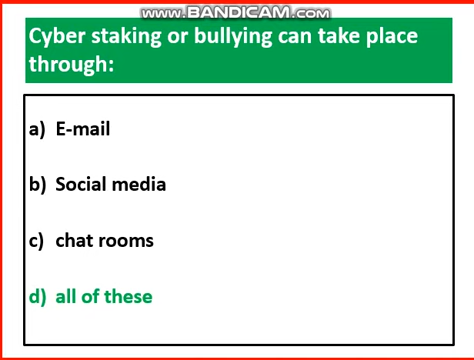 www.BANDICAM.com
Cyber staking or bullying can take place
through:
a) E-mail
b) Social media
c) chat rooms
d) all of these